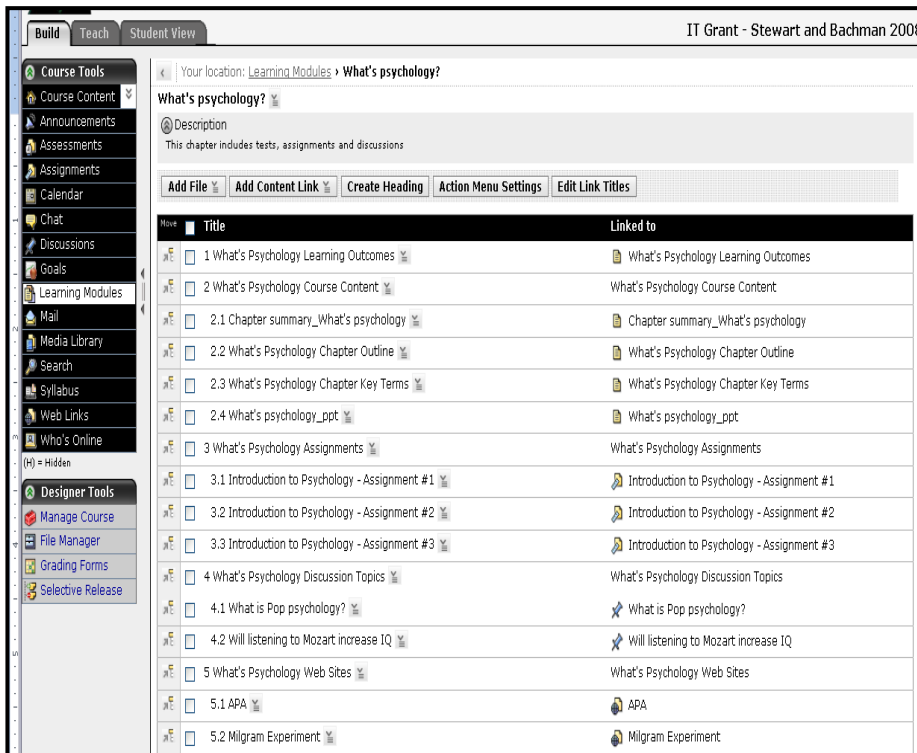 Build Teach Student View
IT Grant - Stewart and Bachman 2008
Course Tools
Course Content
Announcements
Assessments
Assignments
Calendar
Chat
Discussions
Goals
Learning Modules
Mail
Media Library
Search
Syllabus
Web Links
Who's Online
(H) = Hidden
Designer Tools
Manage Course
File Manager
Grading Forms
Selective Release
Your location: Learning Modules › What's psychology?
What's psychology?
Description
This chapter includes tests, assignments and discussions
Add File Add Content Link Create Heading Action Menu Settings Edit Link Titles
Move Title Linked to
1 What's Psychology Learning Outcomes What's Psychology Learning Outcomes
2 What's Psychology Course Content What's Psychology Course Content
2.1 Chapter summary_What's psychology Chapter summary_What's psychology
2.2 What's Psychology Chapter Outline What's Psychology Chapter Outline
2.3 What's Psychology Chapter Key Terms What's Psychology Chapter Key Terms
2.4 What's psychology_ppt What's psychology_ppt
3 What's Psychology Assignments What's Psychology Assignments
3.1 Introduction to Psychology - Assignment #1 Introduction to Psychology - Assignment #1
3.2 Introduction to Psychology - Assignment #2 Introduction to Psychology - Assignment #2
3.3 Introduction to Psychology - Assignment #3 Introduction to Psychology - Assignment #3
4 What's Psychology Discussion Topics What's Psychology Discussion Topics
4.1 What is Pop psychology? What is Pop psychology?
4.2 Will listening to Mozart increase IQ Will listening to Mozart increase IQ
5 What's Psychology Web Sites What's Psychology Web Sites
5.1 APA APA
5.2 Milgram Experiment Milgram Experiment